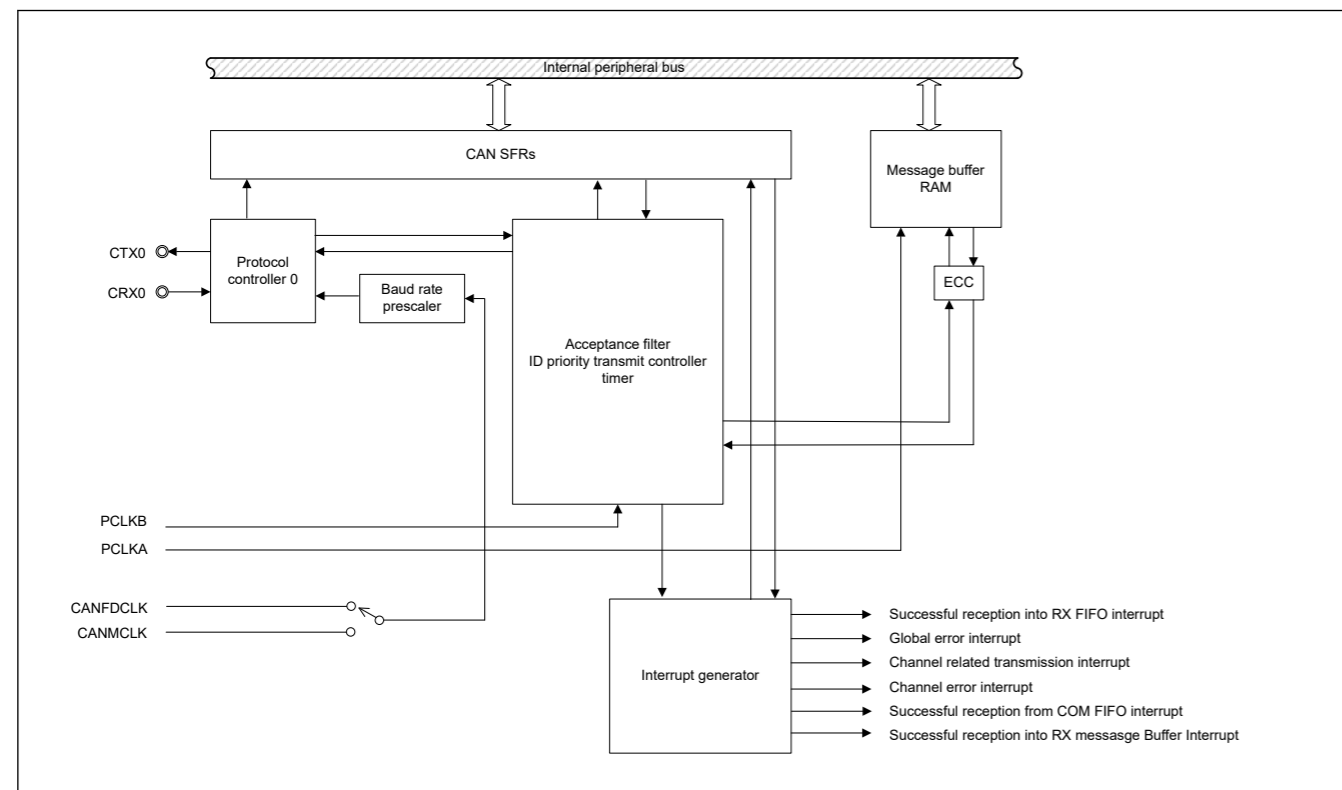 Internal peripheral bus
CAN SFRs
Message buffer
RAM
CTX0
CRX0
Protocol
controller 0
Baud rate
prescaler
ECC
Acceptance filter
ID priority transmit controller
timer
PCLKB
PCLKA
CANFDCLK
CANMCLK
Interrupt generator
Successful reception into RX FIFO interrupt
Global error interrupt
Channel related transmission interrupt
Channel error interrupt
Successful reception from COM FIFO interrupt
Successful reception into RX messasge Buffer Interrupt